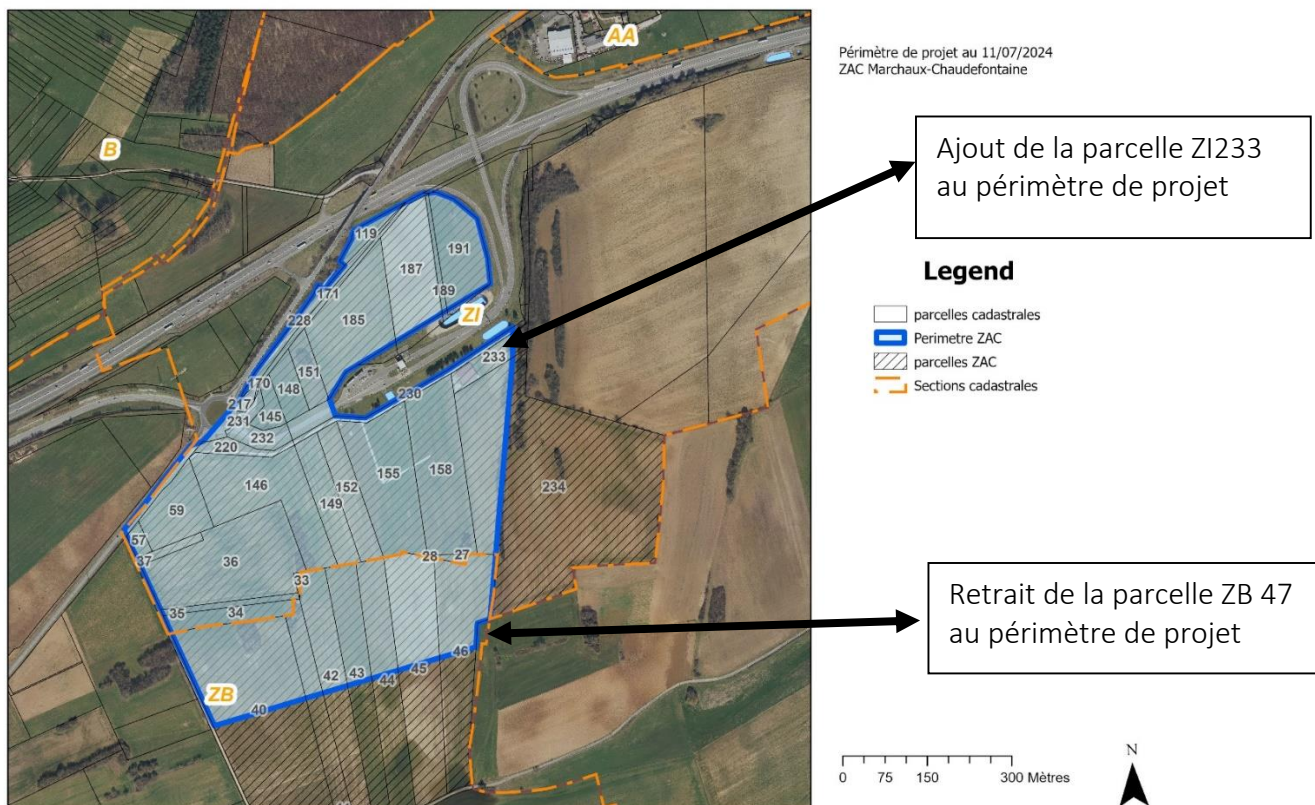 AA
Périmètre de projet au 11/07/2024
ZAC Marchaux-Chaudefontaine
B
Ajout de la parcelle ZI233
au périmètre de projet
Legend
parcelles cadastrales
Perimètre ZAC
parcelles ZAC
Sections cadastrales
119
191
187
189
171
ZI
228
185
233
151
170
148
230
217
145
231
232
220
155
158
146
152
149
234
59
57
37
36
28
27
33
35
34
Retrait de la parcelle ZB 47
au périmètre de projet
46
45
44
43
42
ZB
40
N
0 75 150 300 Mètres